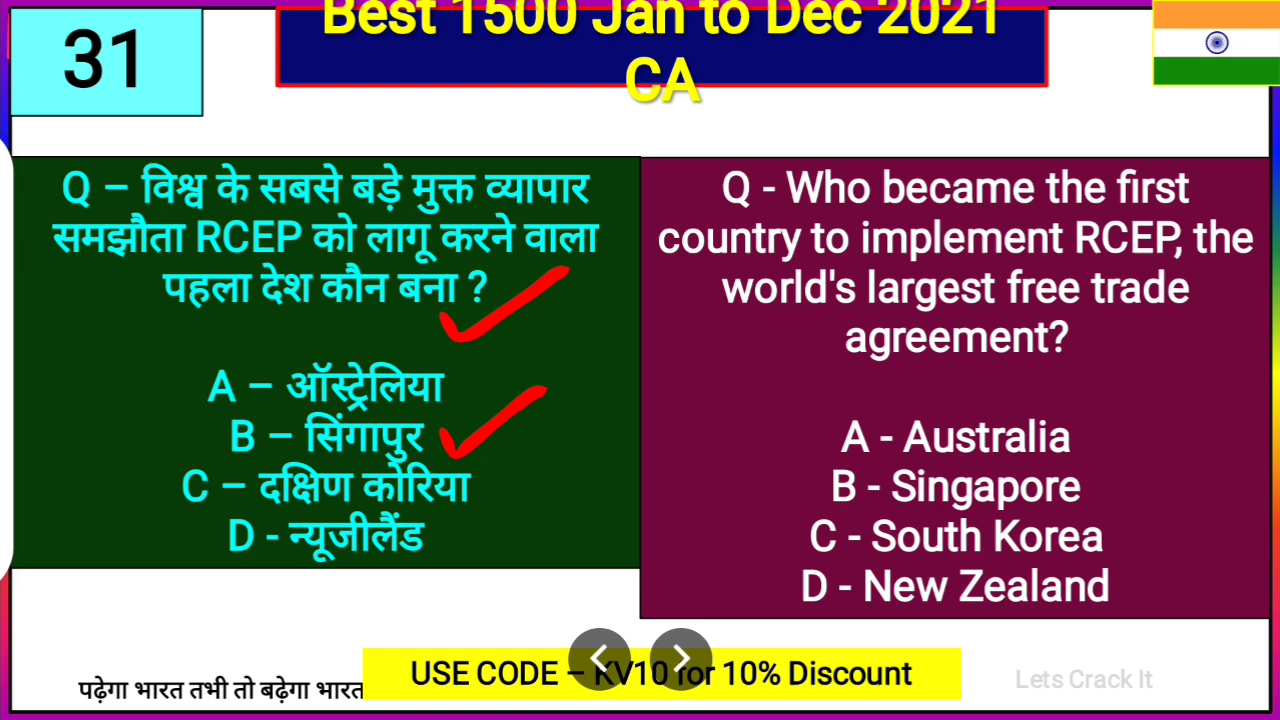 31
Best 1500 Jan to Dec 2021
CA
Q – विश्व के सबसे बड़े मुक्त व्यापार
समझौता RCEP को लागू करने वाला
पहला देश कौन बना ?
A – ऑस्ट्रेलिया
B – सिंगापुर
C – दक्षिण कोरिया
D - न्यूजीलैंड
Q - Who became the first
country to implement RCEP, the
world's largest free trade
agreement?
A - Australia
B - Singapore
C - South Korea
D - New Zealand
पढ़ेगा भारत तभी तो बढ़ेगा भारत
USE CODE – KV10 for 10% Discount
Lets Crack It